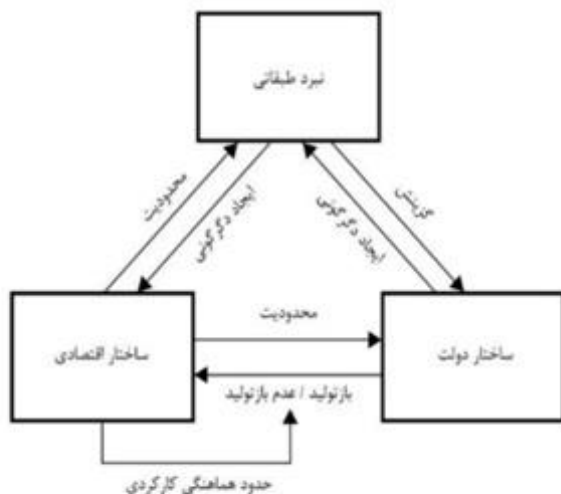 نبرد طبقاتی
محدودیت
ایجاد دگرگونی
ایجاد دگرگونی
گزینش
ساختار دولت
محدودیت
ساختار اقتصادی
بازتولید / عدم بازتولید
حدود هماهنگی کارکردی